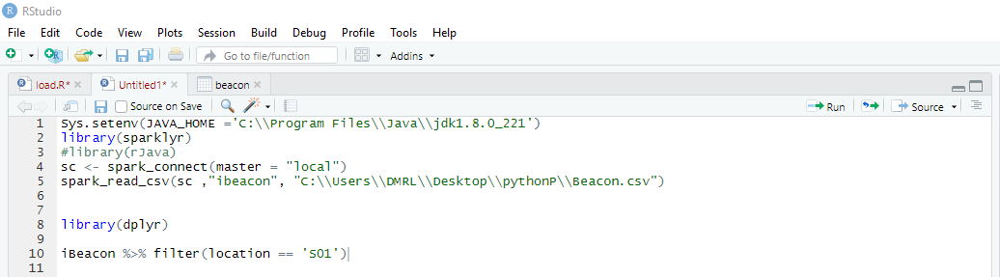 RStudio
File Edit Code View Plots Session Build Debug Profile Tools Help
Go to file/function Addins
load.R* Untitled1* beacon
Source on Save Run Source
1 Sys.setenv(JAVA_HOME ='C:\\Program Files\\Java\\jdk1.8.0_221')
2 library(sparklyr)
3 #library(rJava)
4 sc <- spark_connect(master = "local")
5 spark_read_csv(sc ,"ibeacon", "C:\\Users\\DMRL\\Desktop\\pythonP\\Beacon.csv")
6
7
8 library(dplyr)
9
10 iBeacon %>% filter(location == 'S01')
11